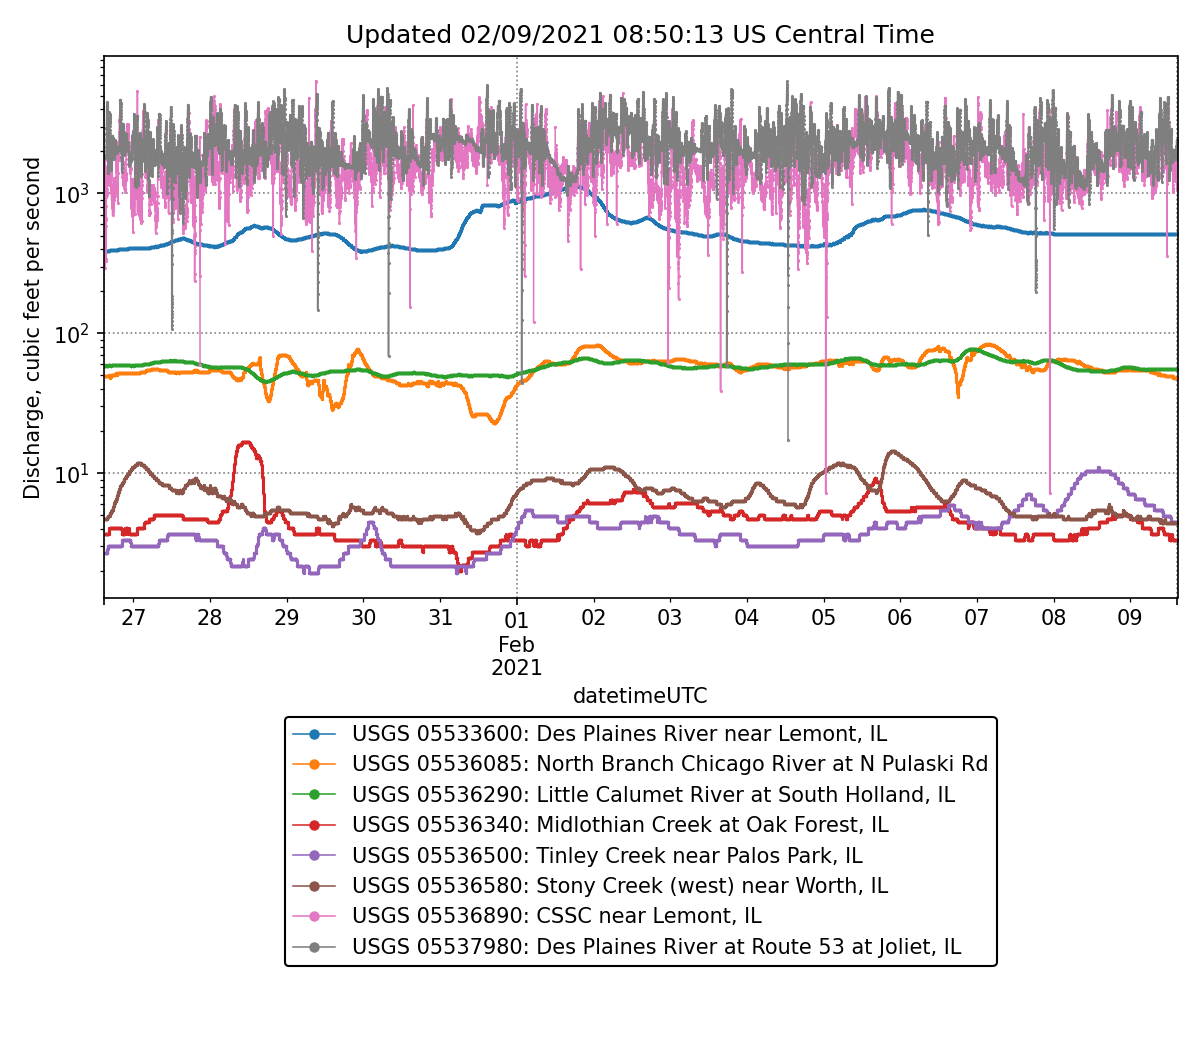 Updated 02/09/2021 08:50:13 US Central Time
Discharge, cubic feet per second
10³
10²
10¹
27 28 29 30 31 01 02 03 04 05 06 07 08 09
Feb
2021
datetimeUTC
USGS 05533600: Des Plaines River near Lemont, IL
USGS 05536085: North Branch Chicago River at N Pulaski Rd
USGS 05536290: Little Calumet River at South Holland, IL
USGS 05536340: Midlothian Creek at Oak Forest, IL
USGS 05536500: Tinley Creek near Palos Park, IL
USGS 05536580: Stony Creek (west) near Worth, IL
USGS 05536890: CSSC near Lemont, IL
USGS 05537980: Des Plaines River at Route 53 at Joliet, IL